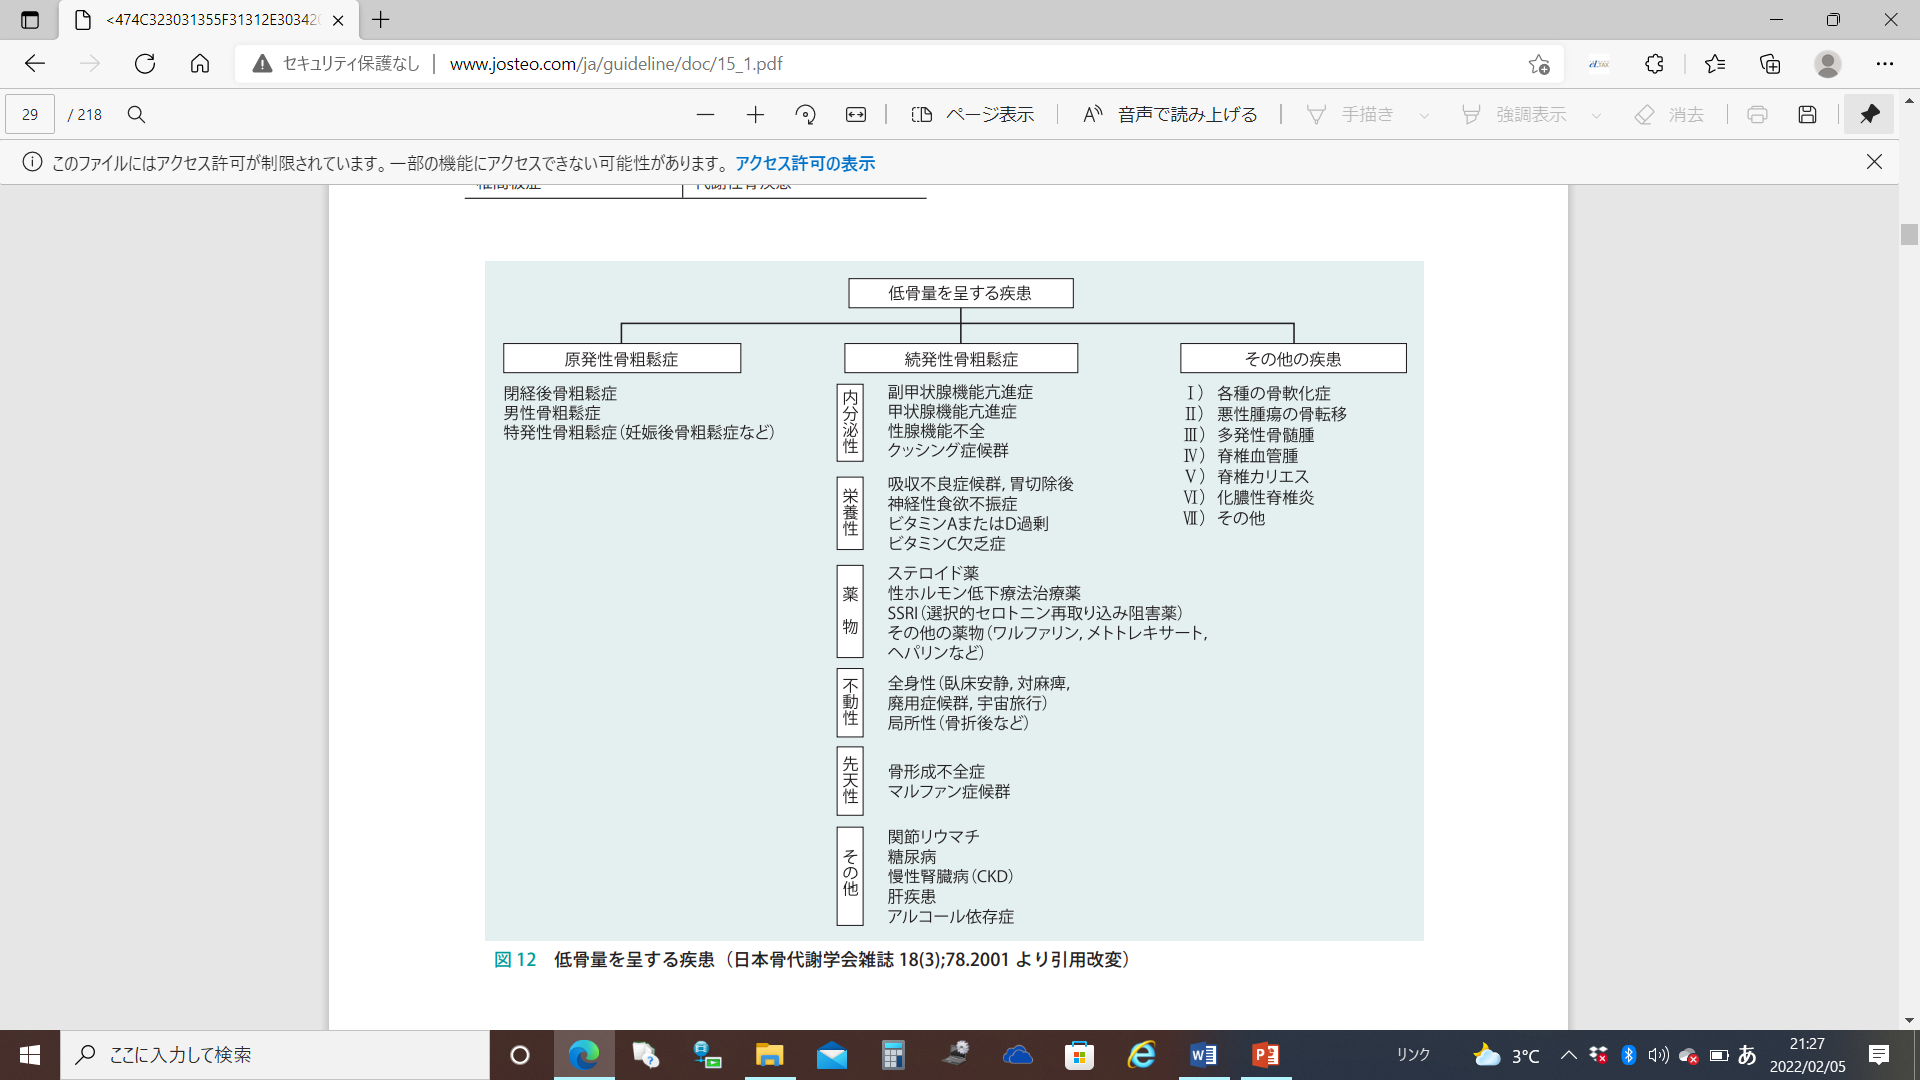 <474C323031355F31312E30342
セキュリティ保護なし
www.josteo.com/ja/guideline/doc/15_1.pdf
29 / 218
ページ表示
音声で読み上げる
手描き
強調表示
消去
このファイルにはアクセス許可が制限されています。一部の機能にアクセスできない可能性があります。 アクセス許可の表示
低骨量を呈する疾患
原発性骨粗鬆症
閉経後骨粗鬆症
男性骨粗鬆症
特発性骨粗鬆症(妊娠後骨粗鬆症など)
続発性骨粗鬆症
内分泌性
副甲状腺機能亢進症
甲状腺機能亢進症
性腺機能不全
クッシング症候群
栄養性
吸収不良症候群, 胃切除後
神経性食欲不振症
ビタミンAまたはD過剰
ビタミンC欠乏症
薬物
ステロイド薬
性ホルモン低下療法治療薬
SSRI(選択的セロトニン再取り込み阻害薬)
その他の薬物(ワルファリン, メトトレキサート,
ヘパリンなど)
不動性
全身性(臥床安静, 対麻痺,
廃用症候群, 宇宙旅行)
局所性(骨折後など)
先天性
骨形成不全症
マルファン症候群
その他
関節リウマチ
糖尿病
慢性腎臓病(CKD)
肝疾患
アルコール依存症
その他の疾患
Ⅰ) 各種の骨軟化症
Ⅱ) 悪性腫瘍の骨転移
Ⅲ) 多発性骨髄腫
Ⅳ) 脊椎血管腫
Ⅴ) 脊椎カリエス
Ⅵ) 化膿性脊椎炎
Ⅶ) その他
図 12 低骨量を呈する疾患（日本骨代謝学会雑誌 18(3);78.2001 より引用改変）
ここに入力して検索
リンク
3°C
あ
21:27
2022/02/05